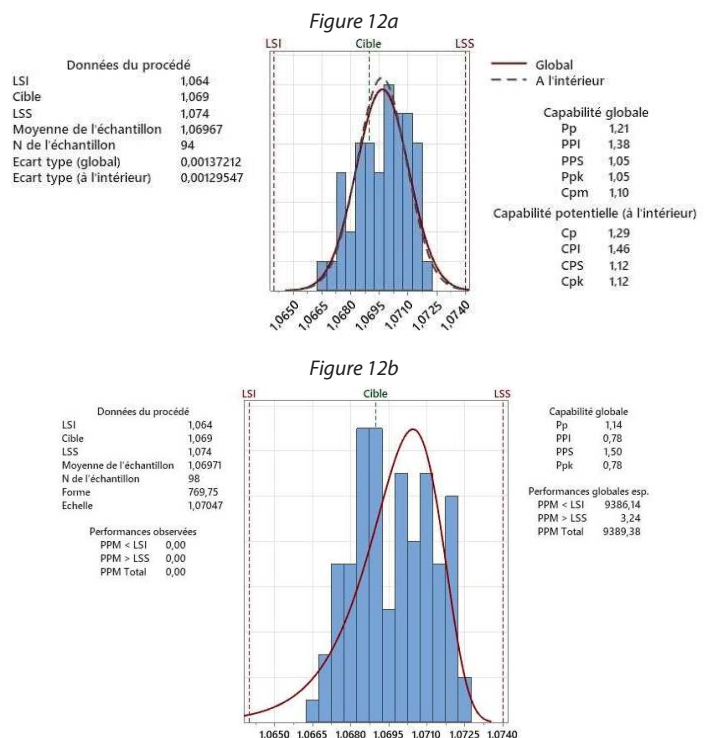 Figure 12a
LSI Cible LSS
Données du procédé
LSI 1,064
Cible 1,069
LSS 1,074
Moyenne de l'échantillon 1,06967
N de l'échantillon 94
Ecart type (global) 0,00137212
Ecart type (à l'intérieur) 0,00129547
Global
A l'intérieur
Capabilité globale
Pp 1,21
PPI 1,38
PPS 1,05
Ppk 1,05
Cpm 1,10
Capabilité potentielle (à l'intérieur)
Cp 1,29
CPI 1,46
CPS 1,12
Cpk 1,12
1,0650 1,0665 1,0680 1,0695 1,0710 1,0725 1,0740
Figure 12b
LSI Cible LSS
Données du procédé
LSI 1,064
Cible 1,069
LSS 1,074
Moyenne de l'échantillon 1,06971
N de l'échantillon 98
Forme 769,75
Echelle 1,07047
Performances observées
PPM < LSI 0,00
PPM > LSS 0,00
PPM Total 0,00
Capabilité globale
Pp 1,14
PPI 0,78
PPS 1,50
Ppk 0,78
Performances globales esp.
PPM < LSI 9386,14
PPM > LSS 3,24
PPM Total 9389,38
1,0650 1,0665 1,0680 1,0695 1,0710 1,0725 1,0740